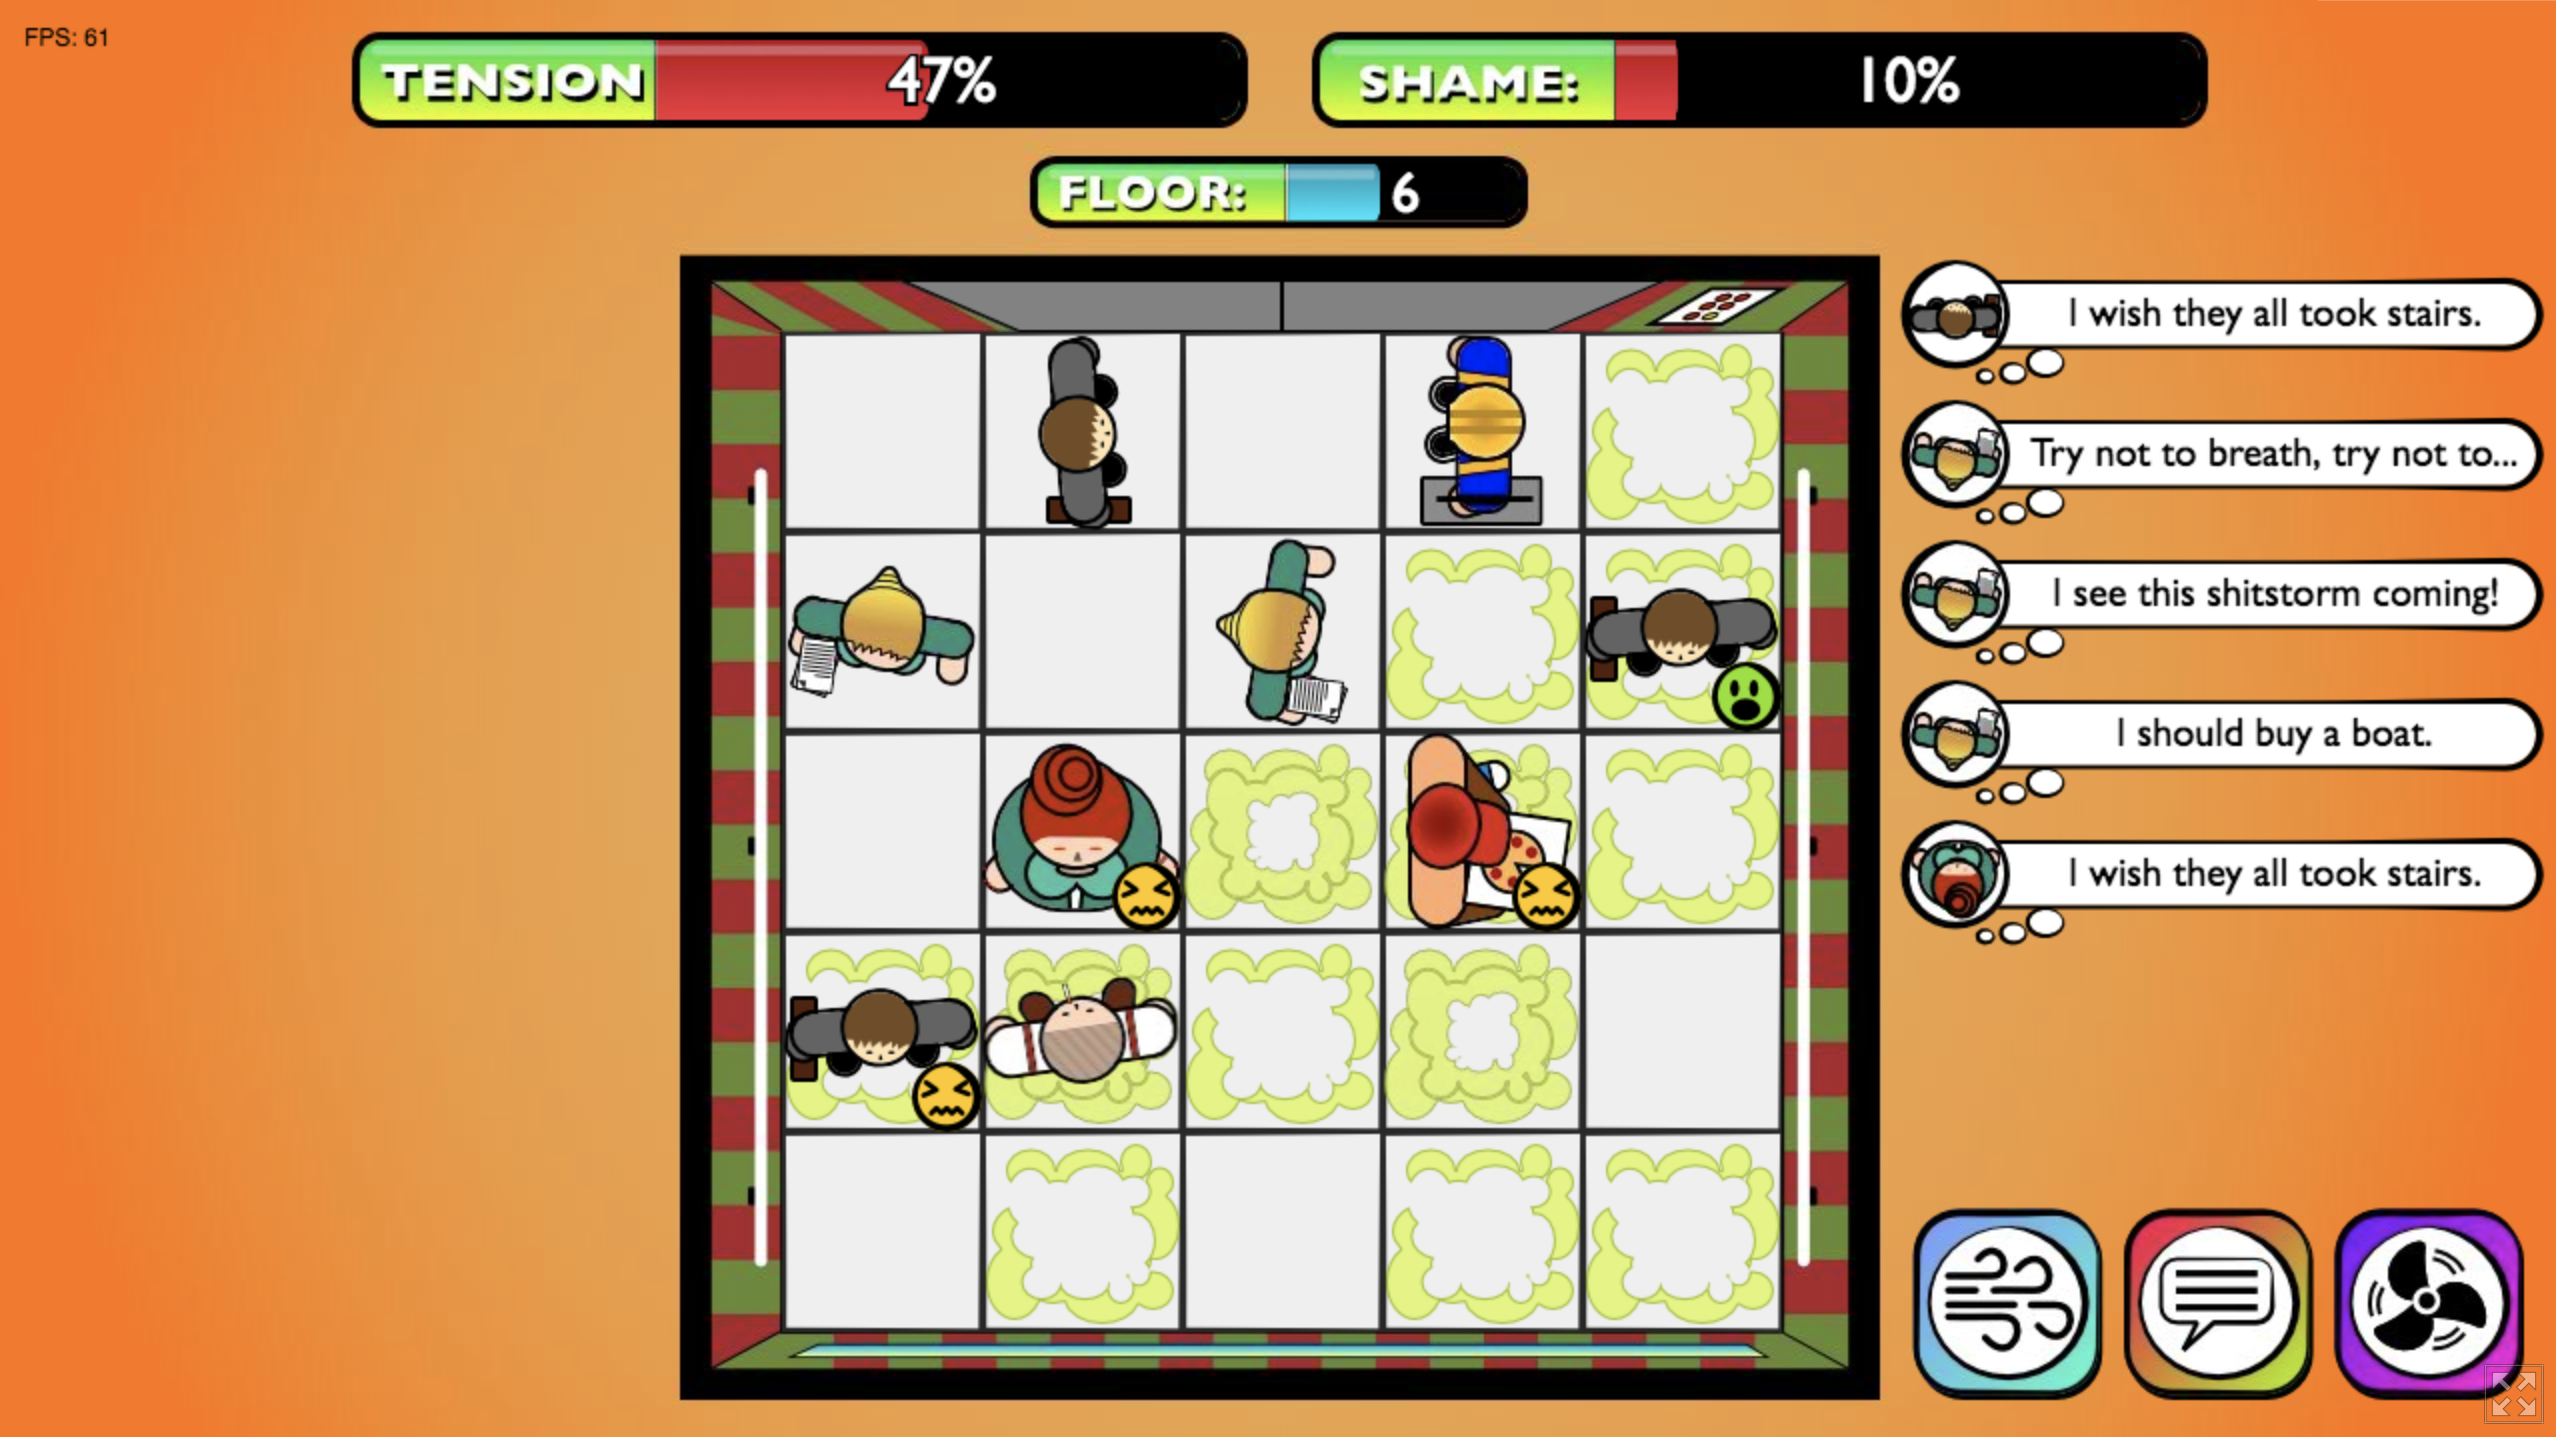 FPS: 61
TENSION 47%
SHAME: 10%
FLOOR: 6
I wish they all took stairs.
Try not to breath, try not to...
I see this shitstorm coming!
I should buy a boat.
I wish they all took stairs.